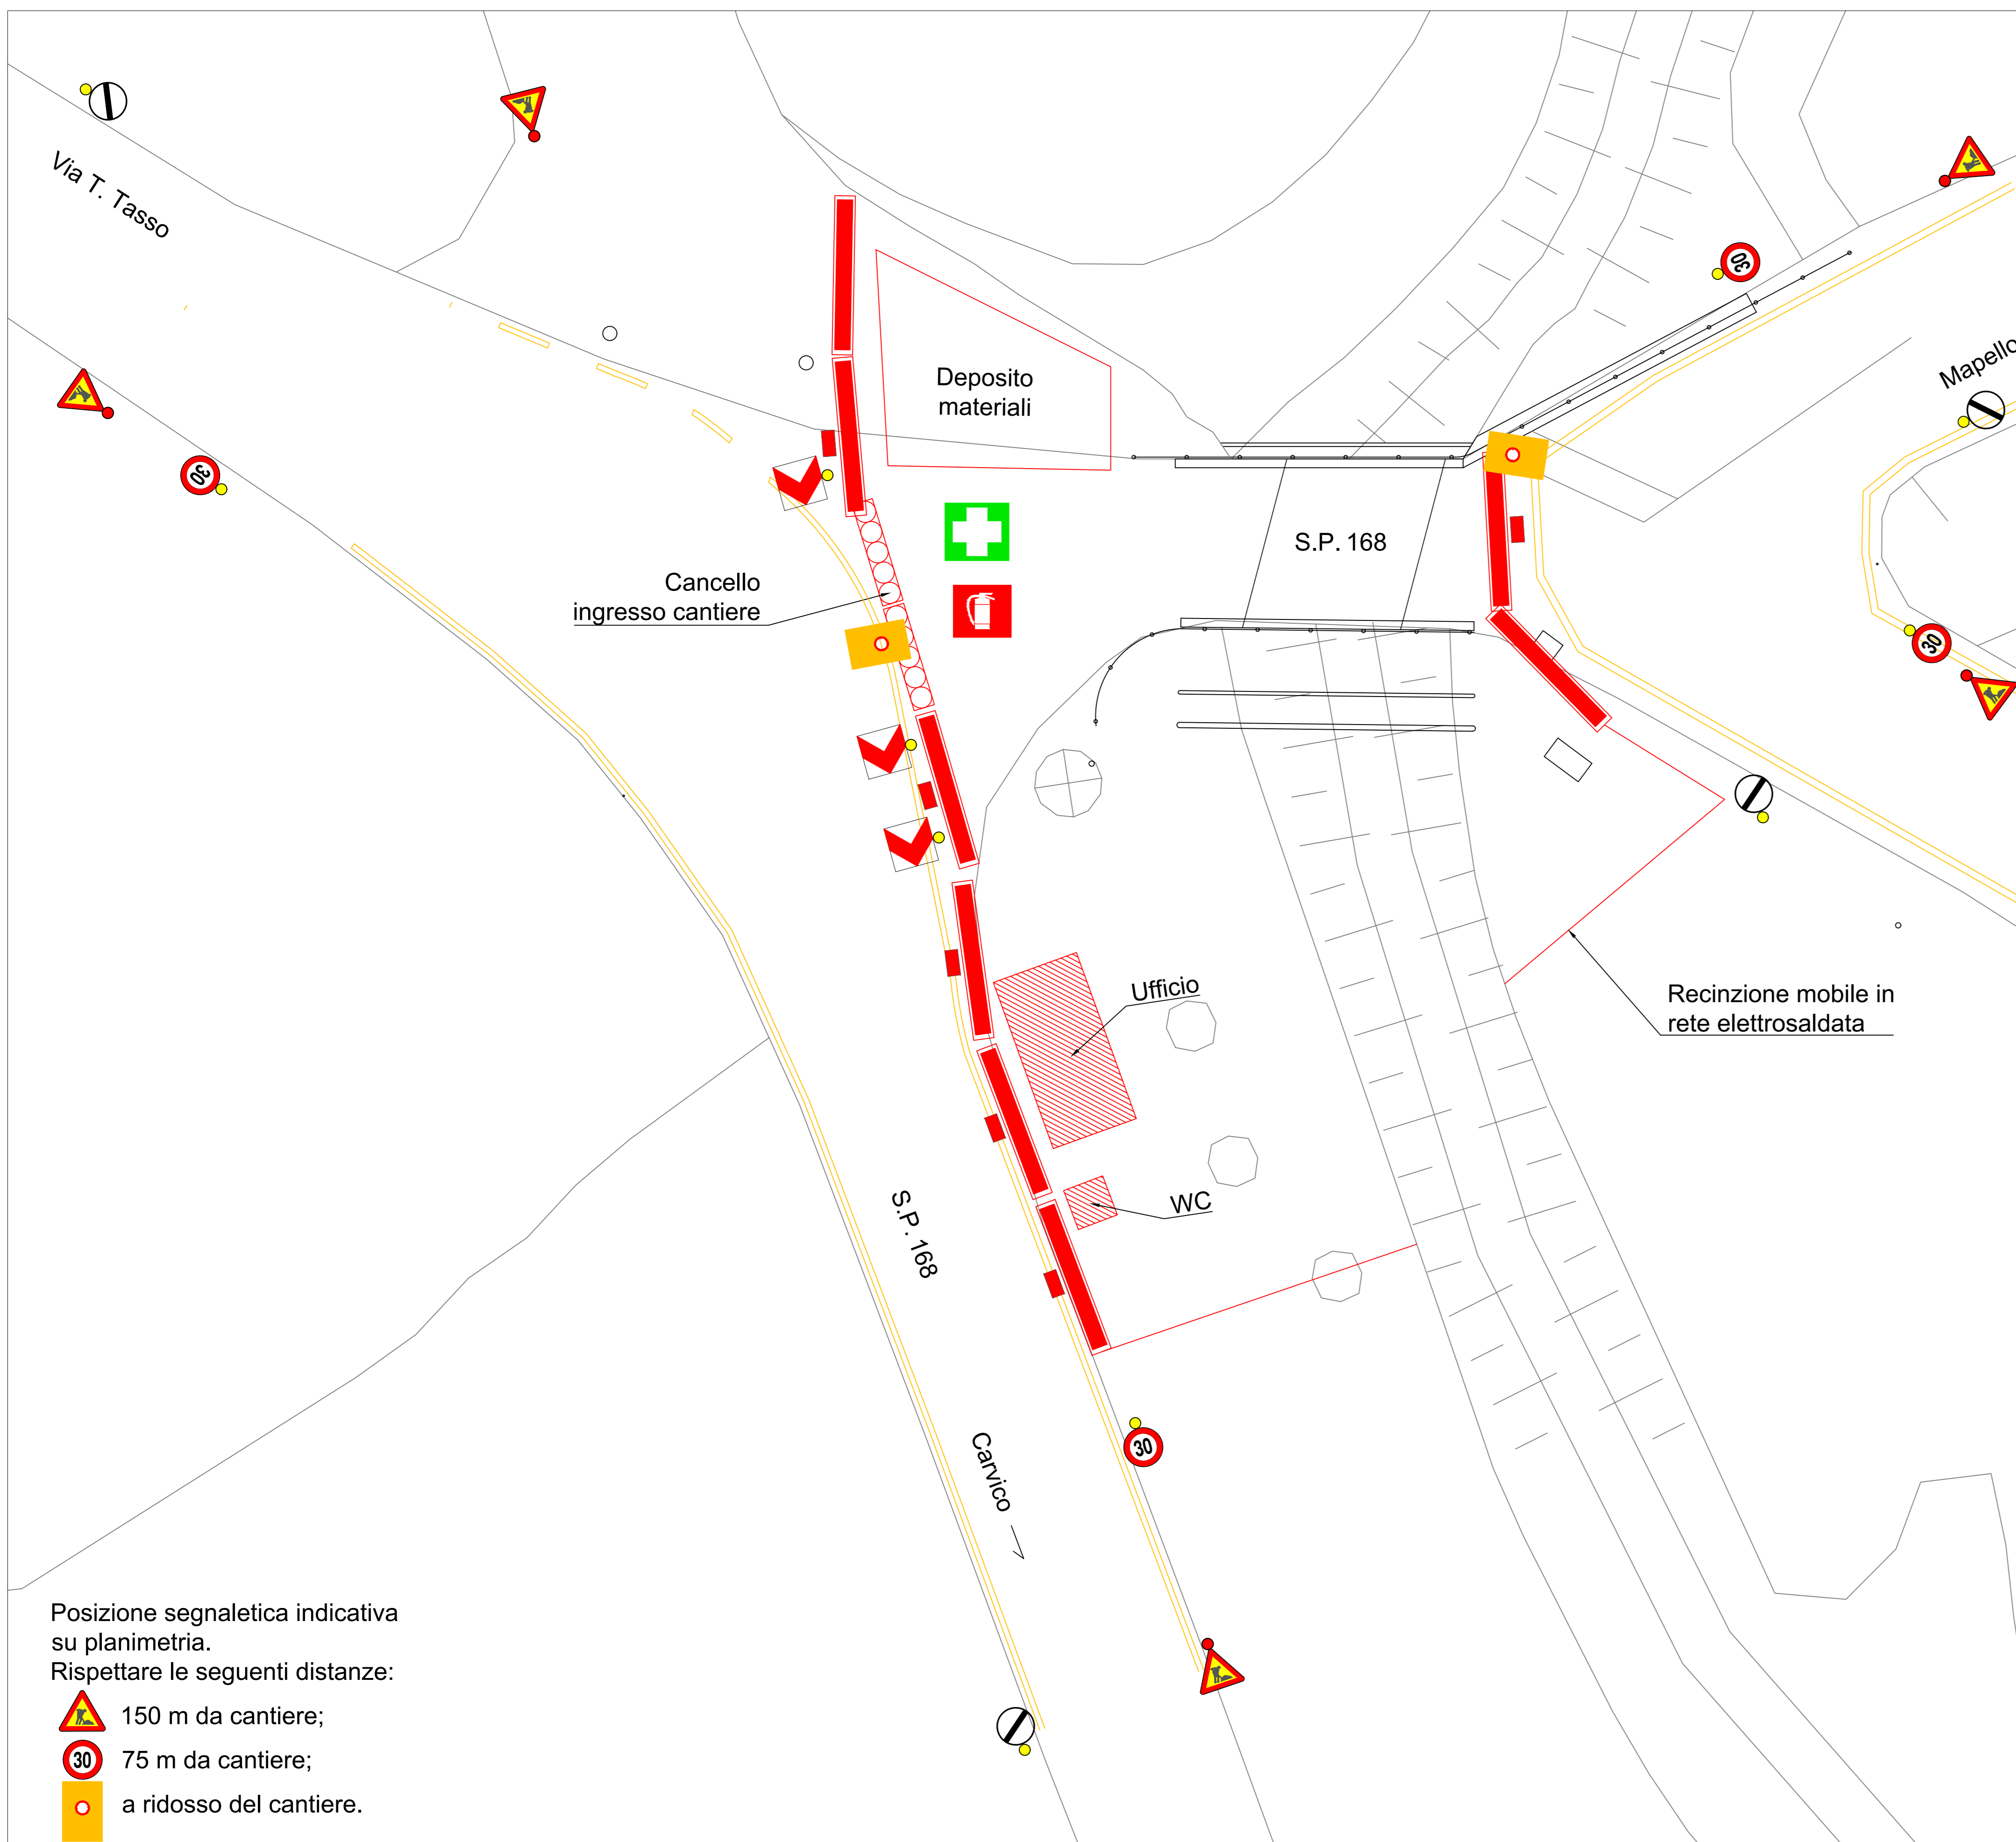 Via T. Tasso
30
Mapello
30
Deposito
materiali
S.P. 168
Cancello
ingresso cantiere
30
Ufficio
Recinzione mobile in
rete elettrosaldata
WC
S.P. 168
Carvico
30
Posizione segnaletica indicativa
su planimetria.
Rispettare le seguenti distanze:
150 m da cantiere;
30 75 m da cantiere;
a ridosso del cantiere.